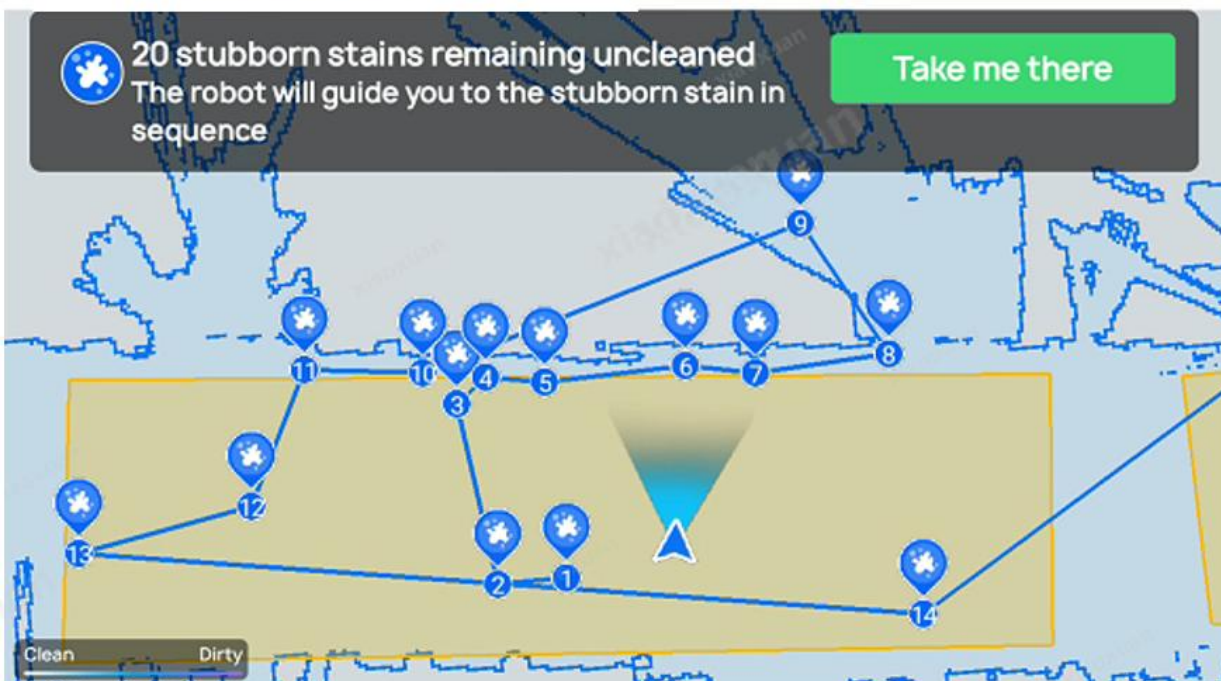 20 stubborn stains remaining uncleaned
The robot will guide you to the stubborn stain in
sequence
Take me there
9
8
11
10
4
5
6
7
3
12
13
2
1
14
Clean
Dirty